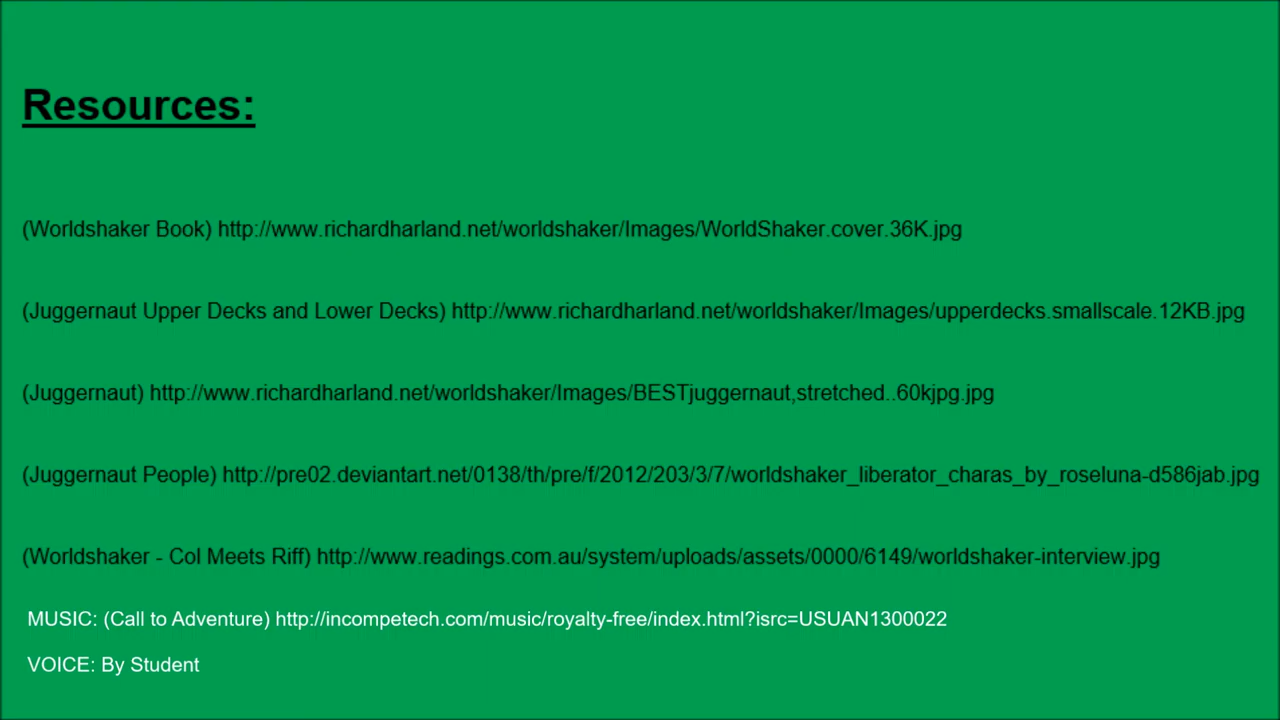 Resources:
(Worldshaker Book) http://www.richardharland.net/worldshaker/Images/WorldShaker.cover.36K.jpg
(Juggernaut Upper Decks and Lower Decks) http://www.richardharland.net/worldshaker/Images/upperdecks.smallscale.12KB.jpg
(Juggernaut) http://www.richardharland.net/worldshaker/Images/BESTjuggernaut,stretched..60kjpg.jpg
(Juggernaut People) http://pre02.deviantart.net/0138/th/pre/f/2012/203/3/7/worldshaker_liberator_charas_by_roseluna-d586jab.jpg
(Worldshaker - Col Meets Riff) http://www.readings.com.au/system/uploads/assets/0000/6149/worldshaker-interview.jpg
MUSIC: (Call to Adventure) http://incompetech.com/music/royalty-free/index.html?isrc=USUAN1300022
VOICE: By Student